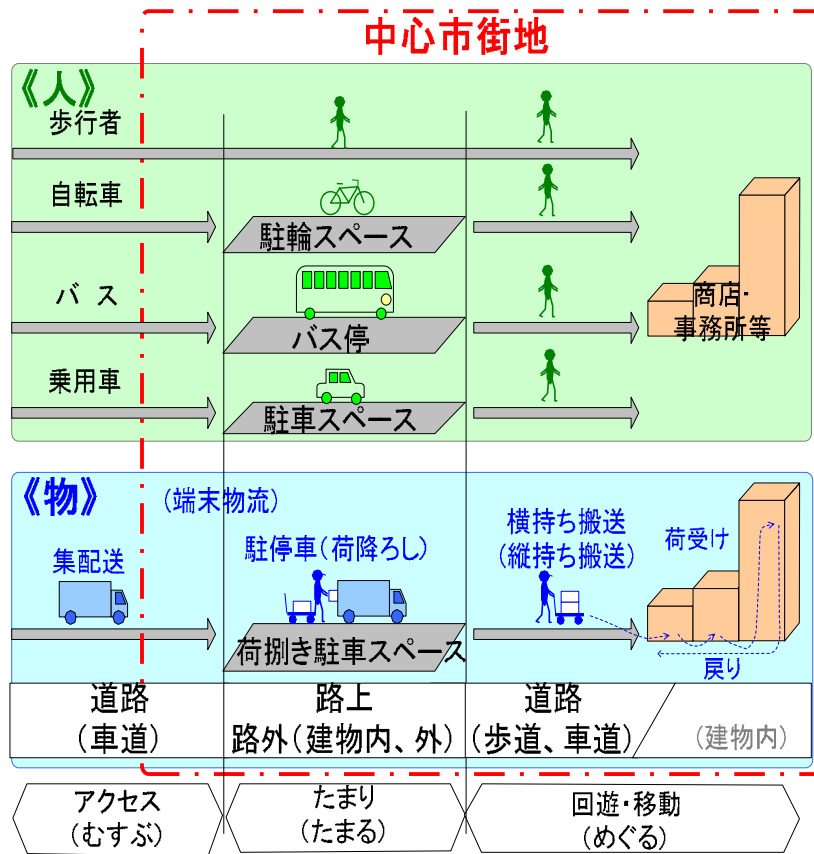 中心市街地
《人》
歩行者
自転車
駐輪スペース
バス
バス停
商店・
事務所等
乗用車
駐車スペース
《物》
(端末物流)
集配送
駐停車(荷降ろし)
横持ち搬送
(縦持ち搬送)
荷受け
荷捌き駐車スペース
戻り
道路
(車道)
路上
路外(建物内、外)
道路
(歩道、車道)
(建物内)
アクセス
(むすぶ)
たまり
(たまる)
回遊・移動
(めぐる)